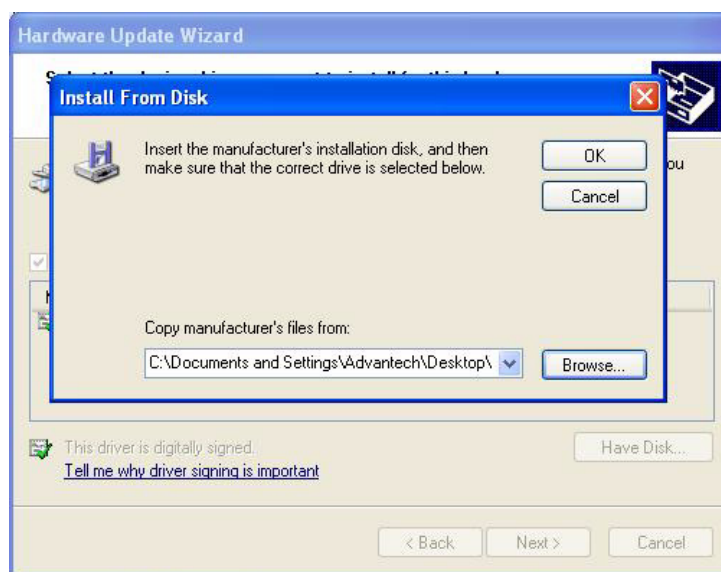 Hardware Update Wizard
Install From Disk
Insert the manufacturer's installation disk, and then
make sure that the correct drive is selected below.
OK
Cancel
ou
Copy manufacturer's files from:
C:\Documents and Settings\Advantech\Desktop\
Browse...
This driver is digitally signed.
Have Disk...
Tell me why driver signing is important
< Back
Next >
Cancel